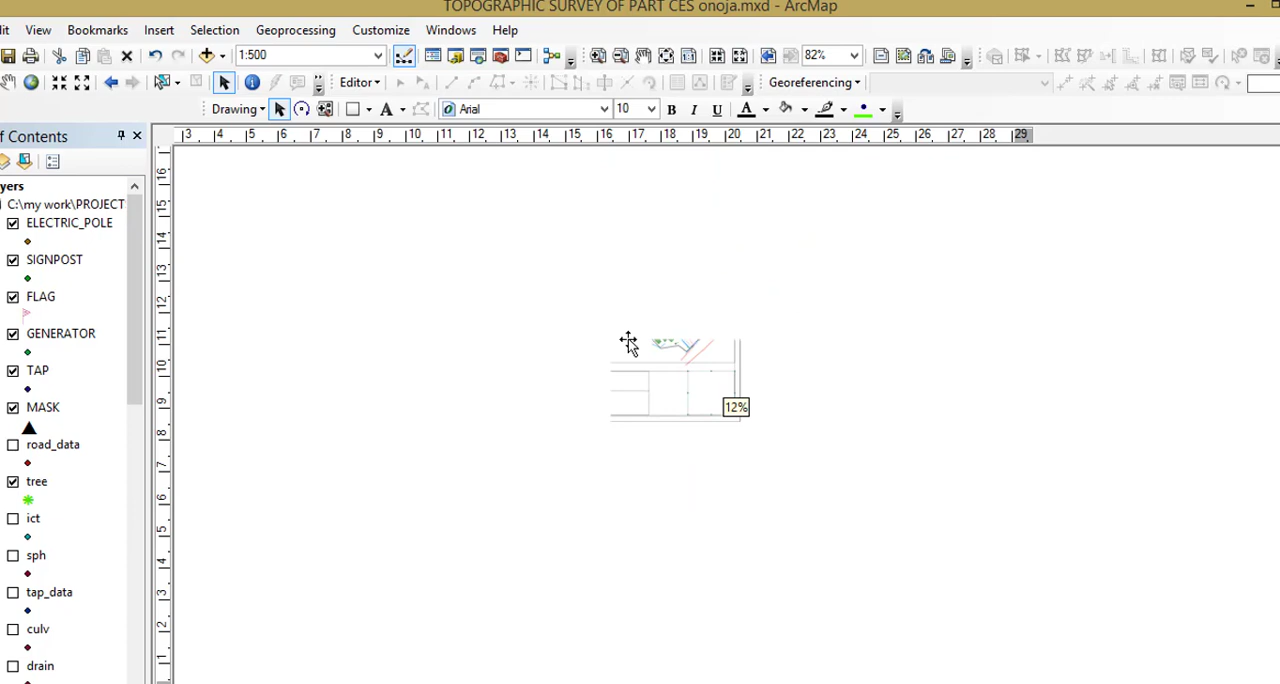 TOPOGRAPHIC SURVEY OF PART CES onoja.mxd - ArcMap
it View Bookmarks Insert Selection Geoprocessing Customize Windows Help
1:500 82%
Editor Georeferencing
Drawing A Arial 10 B I U A
f Contents
3 4 5 6 7 8 9 10 11 12 13 14 15 16 17 18 19 20 21 22 23 24 25 26 27 28 29
yers
C:\my work\PROJECT
ELECTRIC_POLE
SIGNPOST
FLAG
GENERATOR
TAP
MASK
road_data
tree
ict
sph
tap_data
culv
drain
16
15
14
13
12
11
10
9
8
7
6
5
4
3
2
1
12%